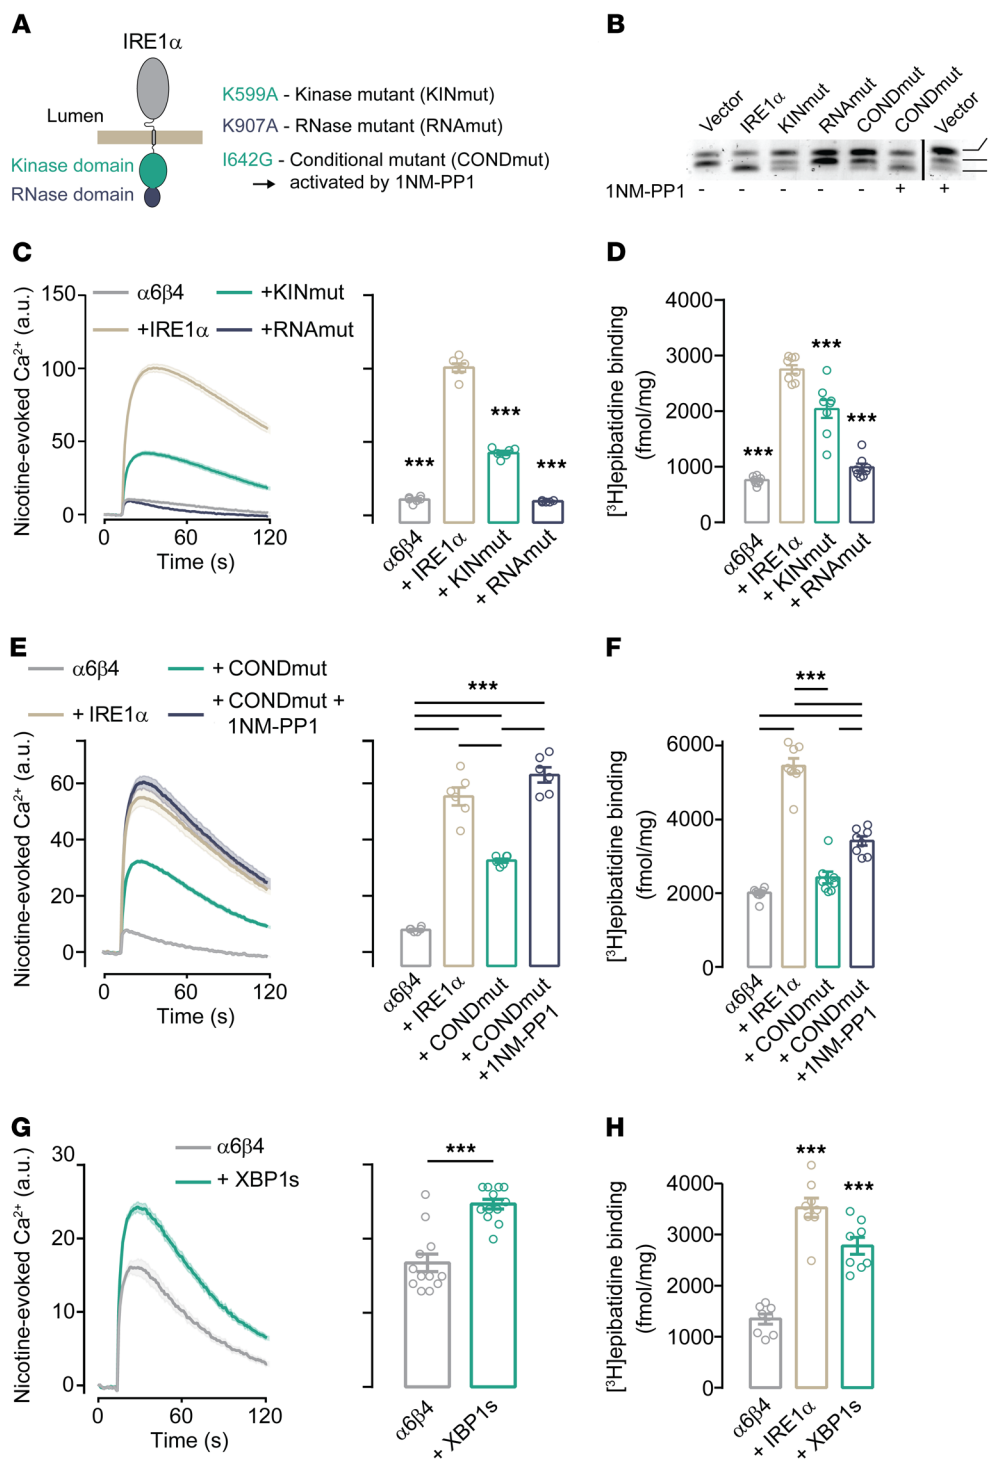 A
IRE1α
Lumen
Kinase domain
RNase domain
K599A - Kinase mutant (KINmut)
K907A - RNase mutant (RNAmut)
I642G - Conditional mutant (CONDmut)
→ activated by 1NM-PP1
B
Vector
IRE1α
KINmut
RNAmut
CONDmut
CONDmut
Vector
1NM-PP1 - - - - - + +
C
α6β4
+IRE1α
+KINmut
+RNAmut
Nicotine-evoked Ca²⁺ (a.u.)
150
100
50
0
0 60 120
Time (s)
***
***
***
α6β4
+ IRE1α
+ KINmut
+ RNAmut
D
[³H]epibatidine binding
(fmol/mg)
4000
3000
2000
1000
0
***
***
***
α6β4
+ IRE1α
+ KINmut
+ RNAmut
E
α6β4
+ IRE1α
+ CONDmut
+ CONDmut +
1NM-PP1
Nicotine-evoked Ca²⁺ (a.u.)
60
40
20
0
0 60 120
Time (s)
***
α6β4
+ IRE1α
+ CONDmut
+ CONDmut
+1NM-PP1
F
[³H]epibatidine binding
(fmol/mg)
6000
4000
2000
0
***
α6β4
+ IRE1α
+ CONDmut
+ CONDmut
+1NM-PP1
G
α6β4
+ XBP1s
Nicotine-evoked Ca²⁺ (a.u.)
30
20
10
0
0 60 120
Time (s)
***
α6β4
+ XBP1s
H
[³H]epibatidine binding
(fmol/mg)
4000
3000
2000
1000
0
***
***
α6β4
+ IRE1α
+ XBP1s